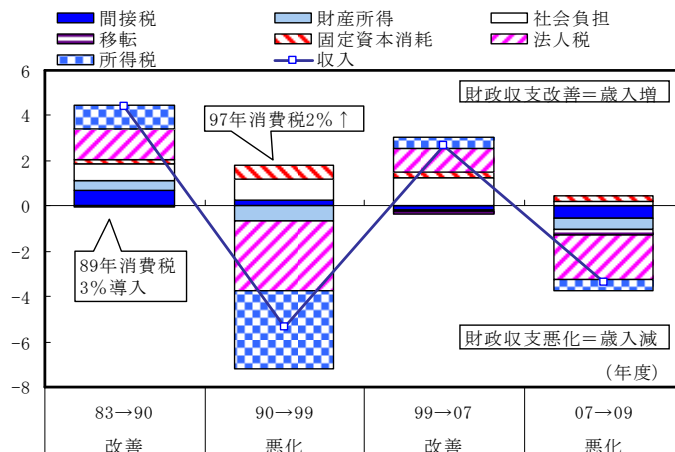 間接税 財産所得 社会負担
移転 固定資本消耗 法人税
所得税 収入
6
4
2
0
-2
-4
-6
-8
財政収支改善＝歳入増
97年消費税2％↑
89年消費税
3％導入
財政収支悪化＝歳入減
(年度)
83→90 90→99 99→07 07→09
改善 悪化 改善 悪化